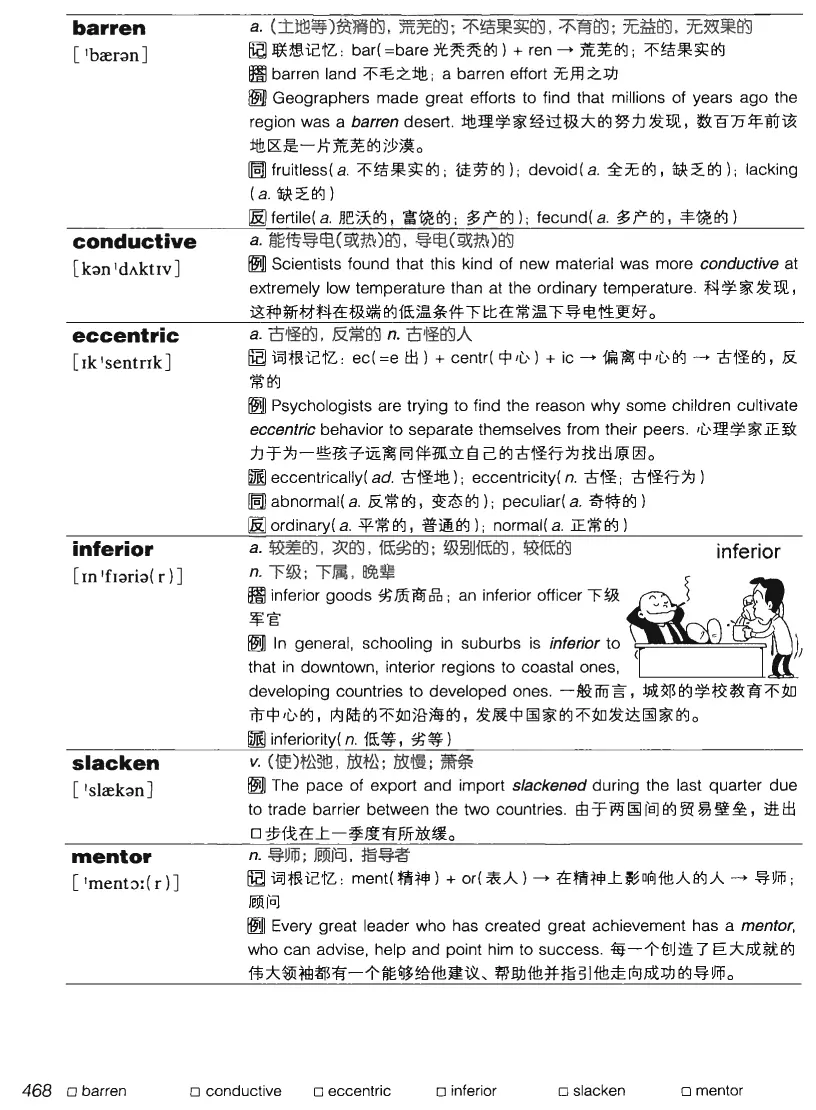 barren
[ˈbærən]
a. (土地等)贫瘠的，荒芜的；不结果实的，不育的；无益的，无效果的
记 联想记忆：bar(=bare 光秃秃的) + ren → 荒芜的；不结果实的
搭 barren land 不毛之地；a barren effort 无用之功
例 Geographers made great efforts to find that millions of years ago the
region was a barren desert. 地理学家经过极大的努力发现，数百万年前该
地区是一片荒芜的沙漠。
同 fruitless(a. 不结果实的；徒劳的)；devoid(a. 全无的，缺乏的)；lacking
(a. 缺乏的)
反 fertile(a. 肥沃的，富饶的；多产的)；fecund(a. 多产的，丰饶的)
conductive
[kənˈdʌktɪv]
a. 能传导电(或热)的，导电(或热)的
例 Scientists found that this kind of new material was more conductive at
extremely low temperature than at the ordinary temperature. 科学家发现，
这种新材料在极端的低温条件下比在常温下导电性更好。
eccentric
[ɪkˈsentrɪk]
a. 古怪的，反常的 n. 古怪的人
记 词根记忆：ec(=e 出) + centr(中心) + ic → 偏离中心的 → 古怪的，反
常的
例 Psychologists are trying to find the reason why some children cultivate
eccentric behavior to separate themselves from their peers. 心理学家正致
力于为一些孩子远离同伴孤立自己的古怪行为找出原因。
派 eccentrically(ad. 古怪地)；eccentricity(n. 古怪；古怪行为)
同 abnormal(a. 反常的，变态的)；peculiar(a. 奇特的)
反 ordinary(a. 平常的，普通的)；normal(a. 正常的)
inferior
[ɪnˈfɪəriə(r)]
a. 较差的，次的，低劣的；级别低的，较低的
n. 下级；下属，晚辈
inferior
搭 inferior goods 劣质商品；an inferior officer 下级
军官
例 In general, schooling in suburbs is inferior to
that in downtown, interior regions to coastal ones,
developing countries to developed ones. 一般而言，城郊的学校教育不如
市中心的，内陆的不如沿海的，发展中国家的不如发达国家的。
派 inferiority(n. 低等，劣等)
slacken
[ˈslækən]
v. (使)松弛，放松；放慢；萧条
例 The pace of export and import slackened during the last quarter due
to trade barrier between the two countries. 由于两国间的贸易壁垒，进出
口步伐在上一季度有所放缓。
mentor
[ˈmentɔː(r)]
n. 导师；顾问，指导者
记 词根记忆：ment(精神) + or(表人) → 在精神上影响他人的人 → 导师；
顾问
例 Every great leader who has created great achievement has a mentor,
who can advise, help and point him to success. 每一个创造了巨大成就的
伟大领袖都有一个能够给他建议、帮助他并指引他走向成功的导师。
468 □ barren □ conductive □ eccentric □ inferior □ slacken □ mentor